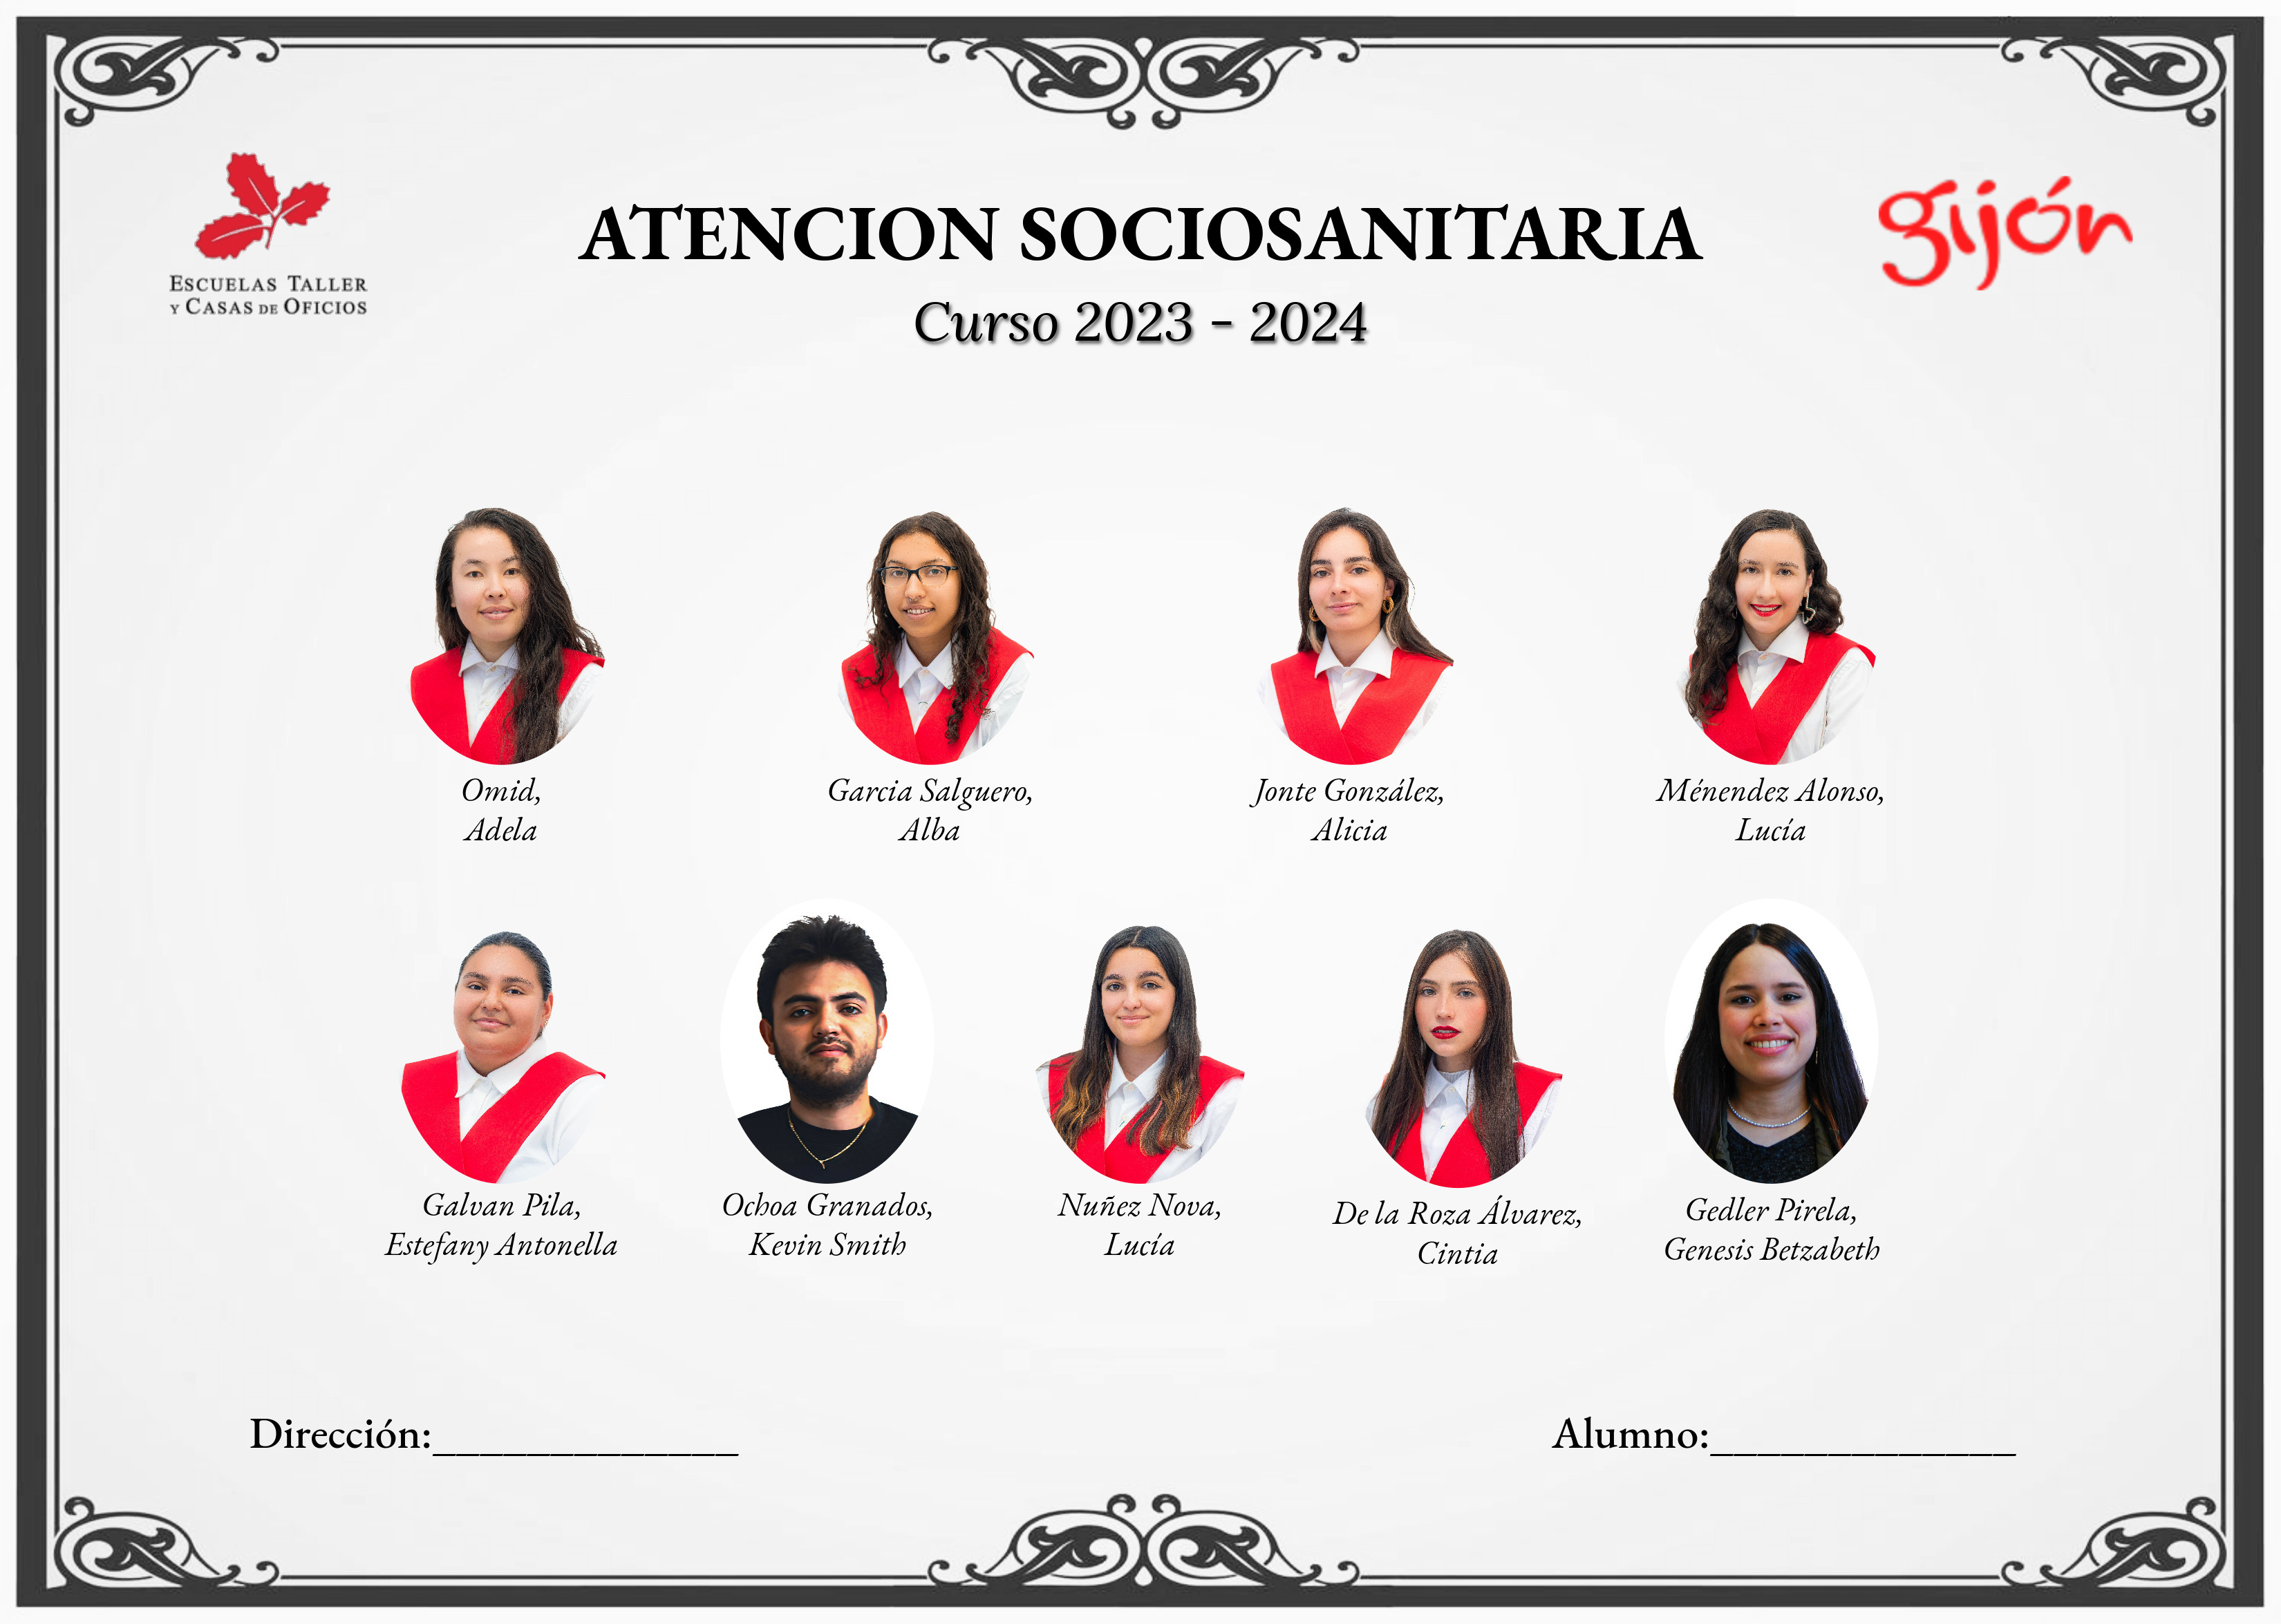 ESCUELAS TALLER
Y CASAS DE OFICIOS
ATENCION SOCIOSANITARIA
Curso 2023 - 2024
gijón
Omid,
Adela
Garcia Salguero,
Alba
Jonte González,
Alicia
Ménendez Alonso,
Lucía
Galvan Pila,
Estefany Antonella
Ochoa Granados,
Kevin Smith
Nuñez Nova,
Lucía
De la Roza Álvarez,
Cintia
Gedler Pirela,
Genesis Betzabeth
Dirección:_____________
Alumno:_____________